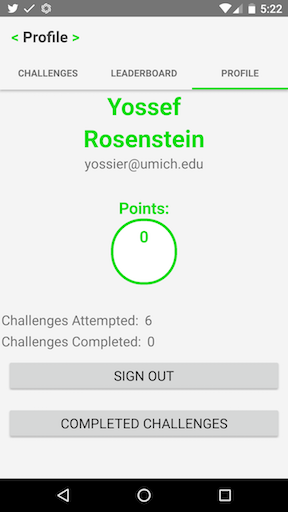 5:22
< Profile >
CHALLENGES LEADERBOARD PROFILE
Yossef
Rosenstein
yossier@umich.edu
Points:
0
Challenges Attempted: 6
Challenges Completed: 0
SIGN OUT
COMPLETED CHALLENGES